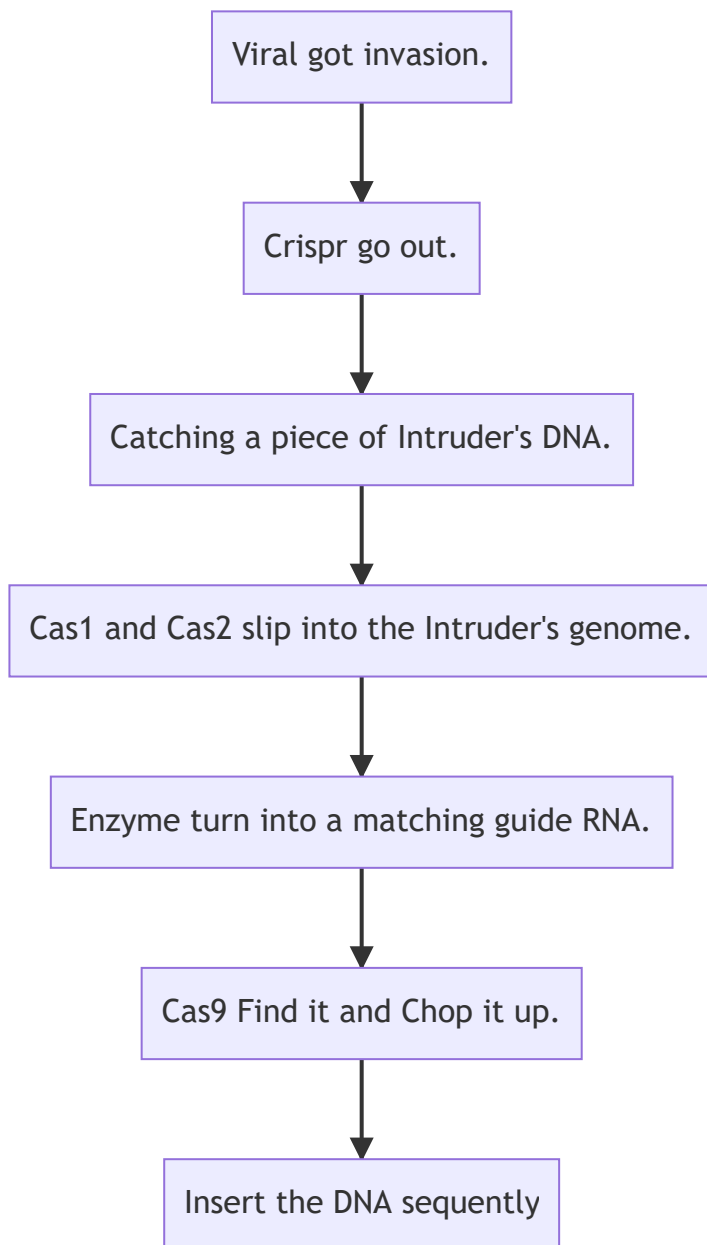 Viral got invasion.
Crispr go out.
Catching a piece of Intruder's DNA.
Cas1 and Cas2 slip into the Intruder's genome.
Enzyme turn into a matching guide RNA.
Cas9 Find it and Chop it up.
Insert the DNA sequently